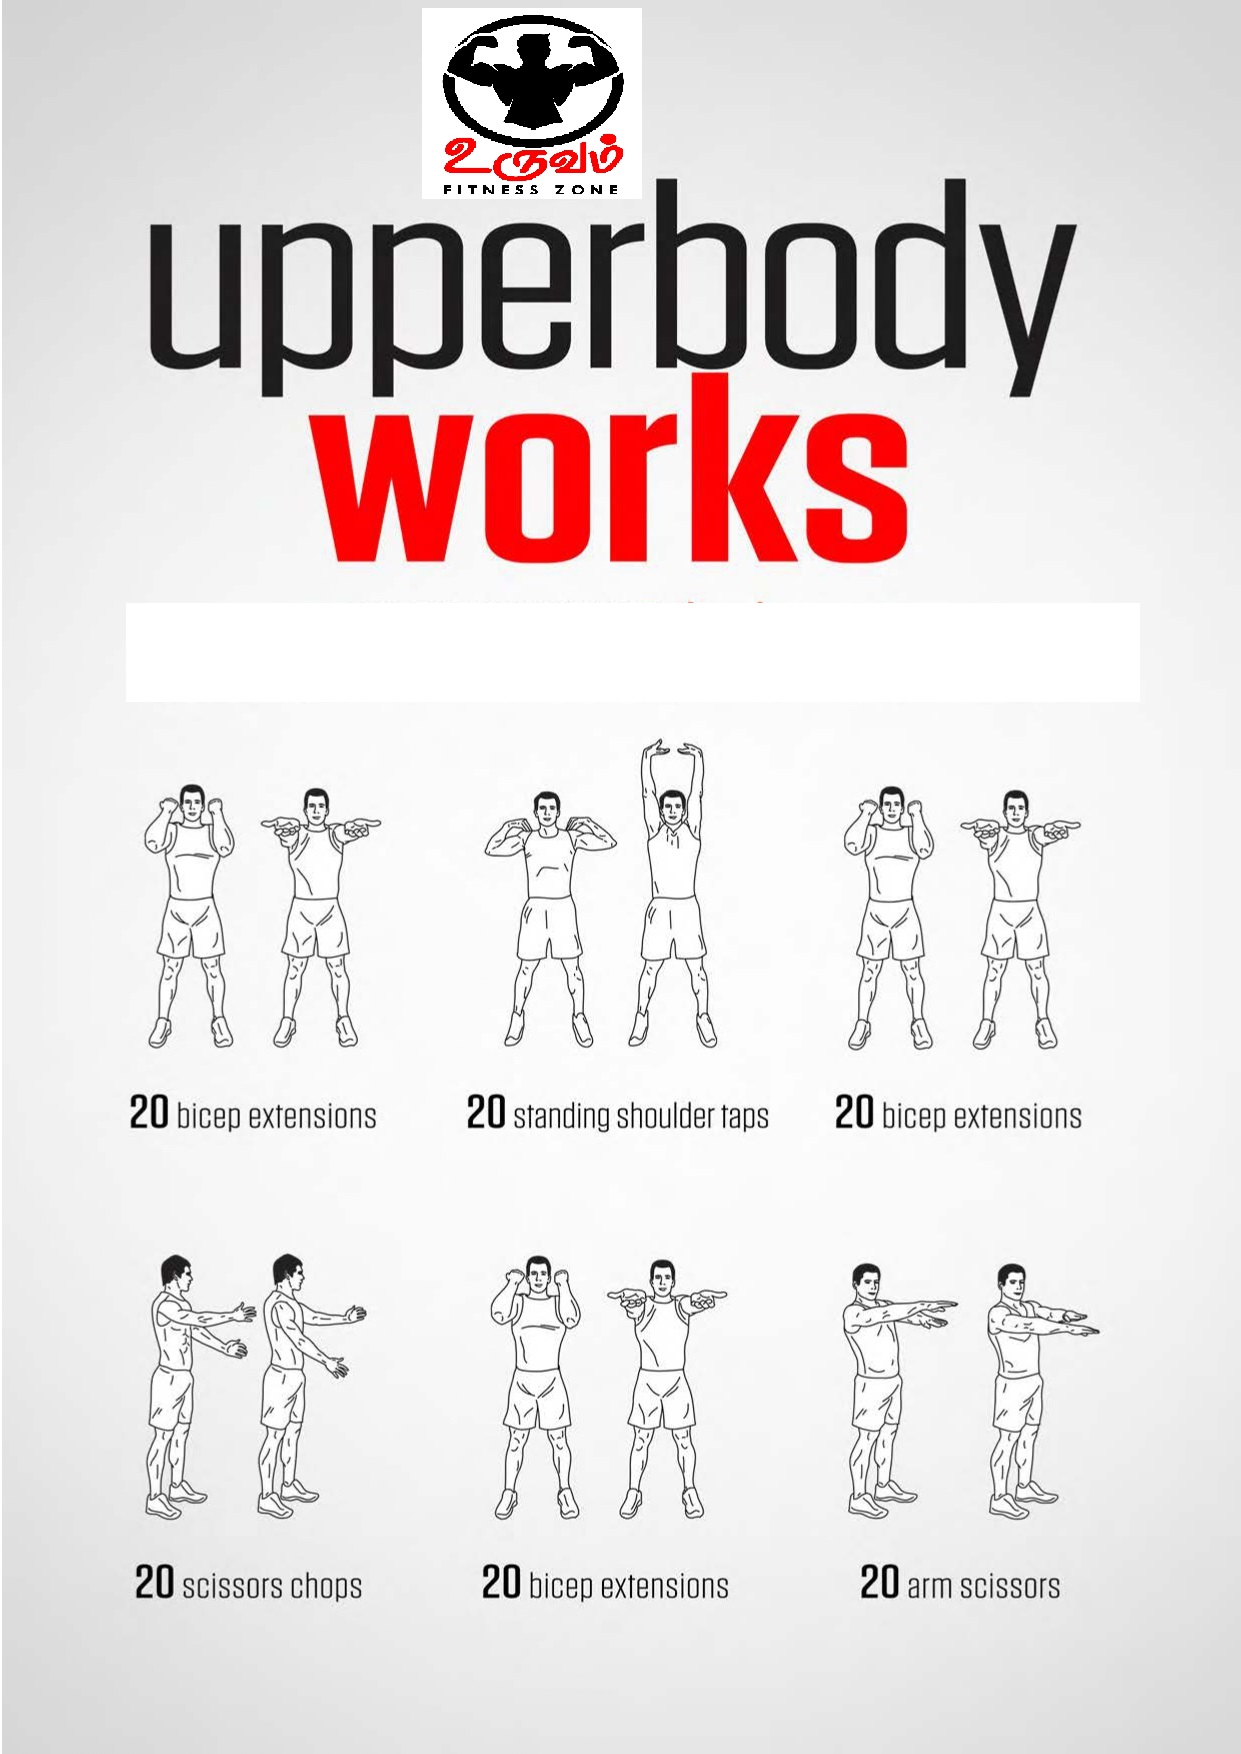 உருவம்
FITNESS ZONE
upperbody
works
20 bicep extensions
20 standing shoulder taps
20 bicep extensions
20 scissors chops
20 bicep extensions
20 arm scissors